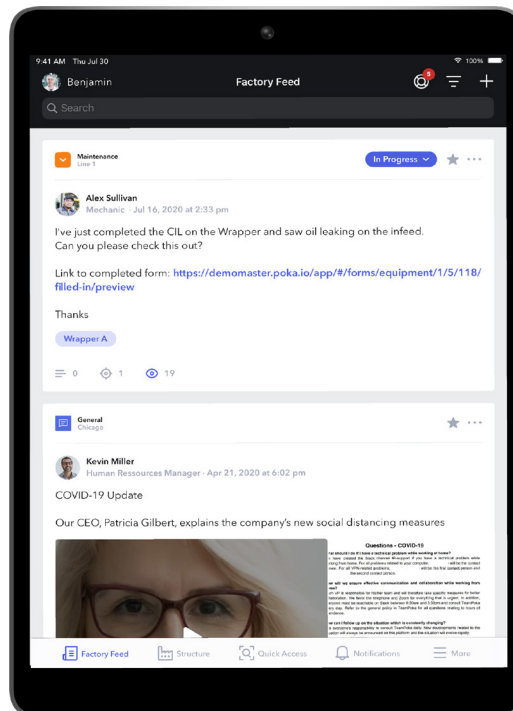 9:41 AM Thu Jul 30
100%
Benjamin
Factory Feed
5
Search
Maintenance
Line 1
In Progress
Alex Sullivan
Mechanic - Jul 16, 2020 at 2:33 pm
I've just completed the CIL on the Wrapper and saw oil leaking on the infeed.
Can you please check this out?
Link to completed form: https://demomaster.poka.io/app/#/forms/equipment/1/5/118/
filled-in/preview
Thanks
Wrapper A
0
1
19
General
Chicago
Kevin Miller
Human Ressources Manager - Apr 21, 2020 at 6:02 pm
COVID-19 Update
Our CEO, Patricia Gilbert, explains the company's new social distancing measures
Questions - COVID-19
Factory Feed
Structure
Quick Access
Notifications
More